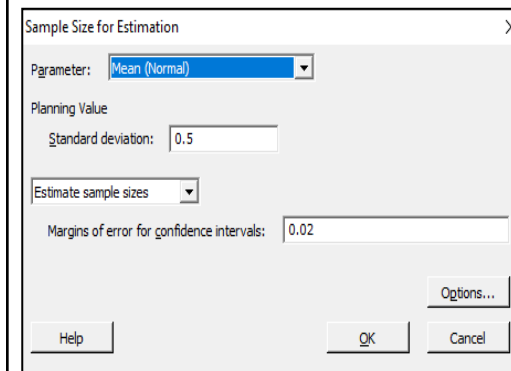 Sample Size for Estimation
Parameter: Mean (Normal)
Planning Value
Standard deviation: 0.5
Estimate sample sizes
Margins of error for confidence intervals: 0.02
Options...
Help OK Cancel